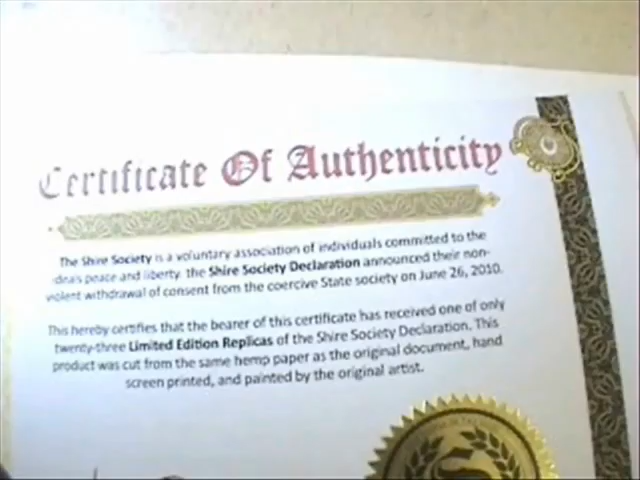 Certificate Of Authenticity
The Shire Society is a voluntary association of individuals committed to the
ideals peace and liberty. the Shire Society Declaration announced their non-
violent withdrawal of consent from the coercive State society on June 26, 2010.
This hereby certifies that the bearer of this certificate has received one of only
twenty-three Limited Edition Replicas of the Shire Society Declaration. This
product was cut from the same hemp paper as the original document, hand
screen printed, and painted by the original artist.